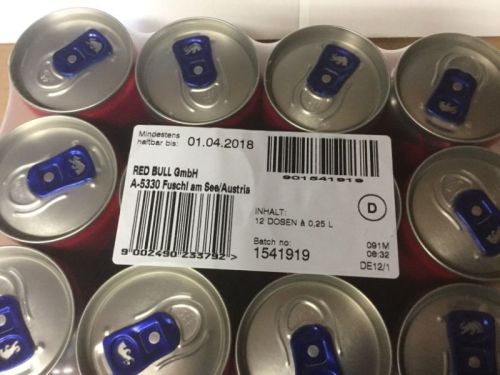 Mindestens
haltbar bis: 01.04.2018
901541919
RED BULL GmbH
A-5330 Fuschl am See/Austria
D
INHALT:
12 DOSEN à 0,25 L
9 002490 233792 >
Batch no:
1541919
091M
06:32
DE12/1